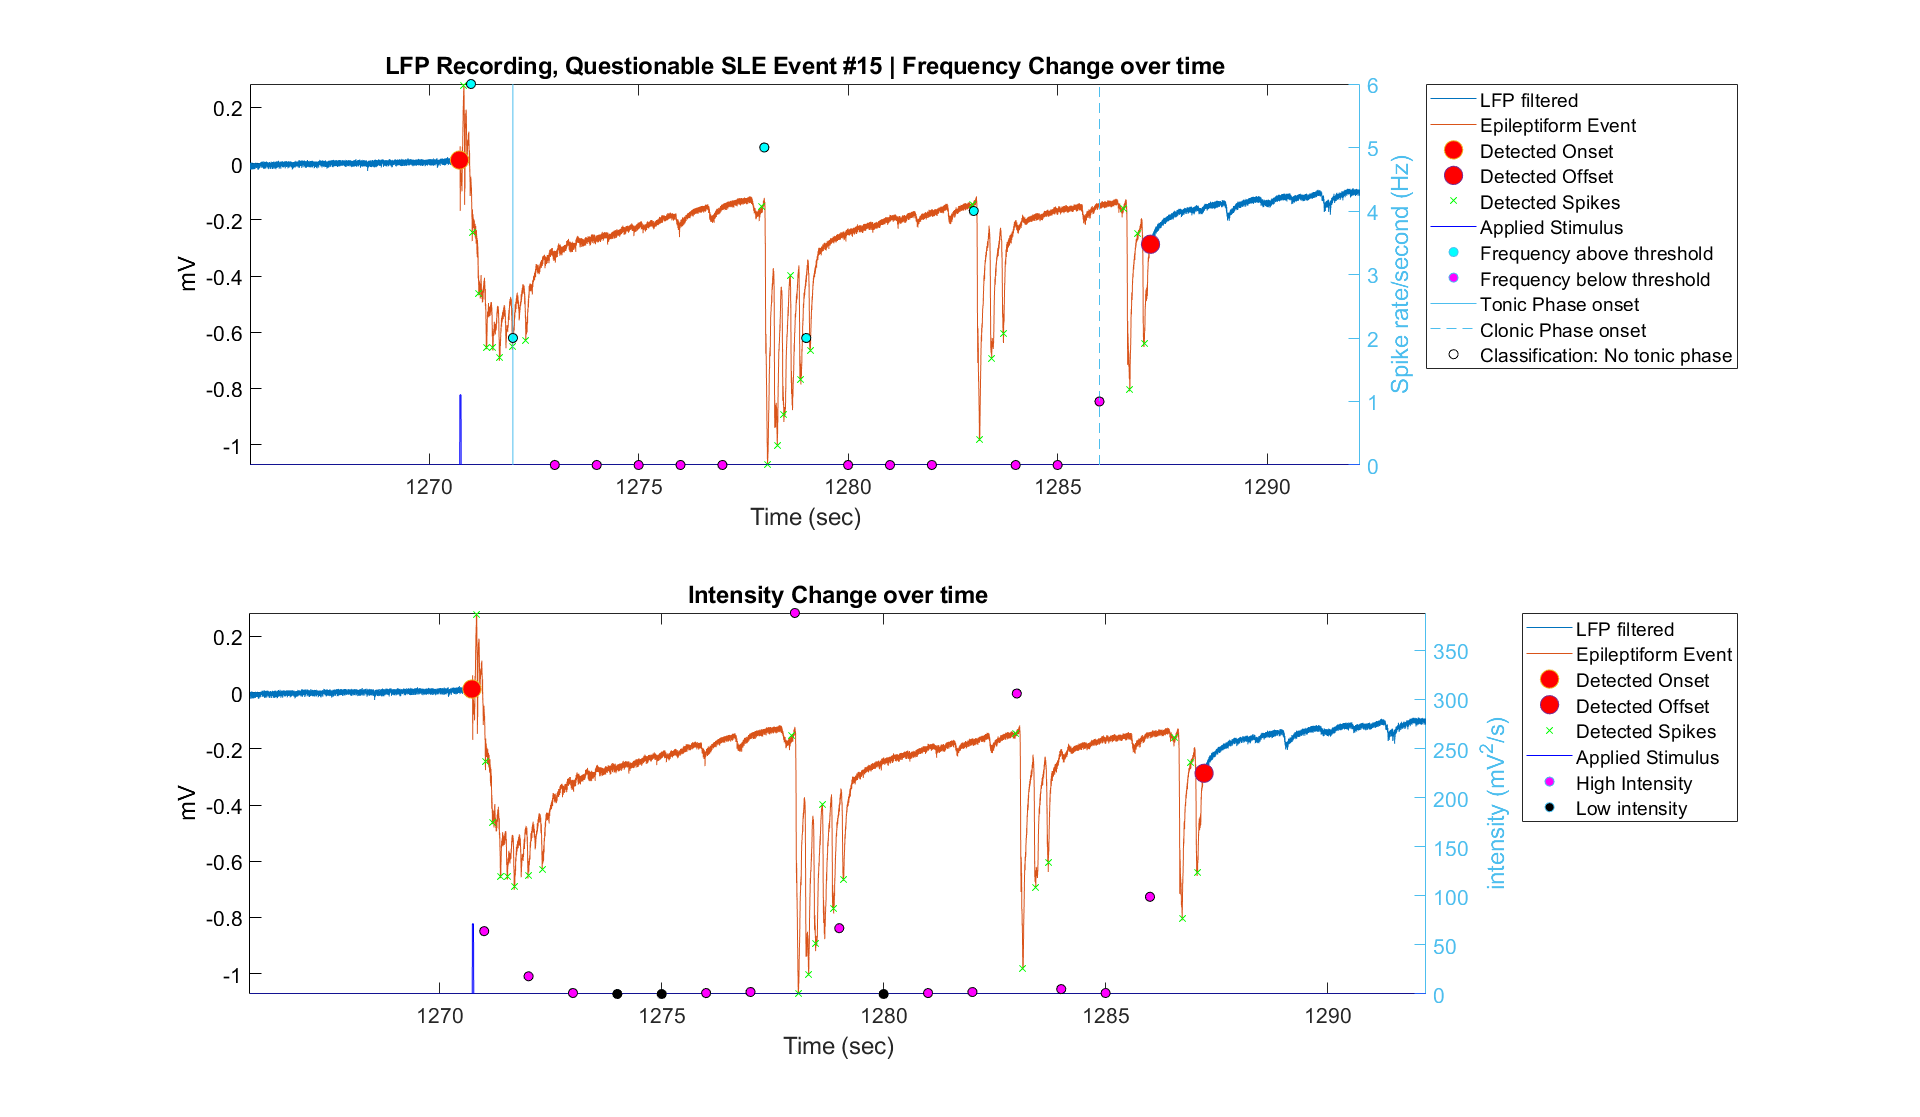 LFP Recording, Questionable SLE Event #15 | Frequency Change over time
0.2
0
-0.2
-0.4
-0.6
-0.8
-1
mV
1270
1275
1280
1285
1290
Time (sec)
6
5
4
3
2
1
0
Spike rate/second (Hz)
LFP filtered
Epileptiform Event
Detected Onset
Detected Offset
Detected Spikes
Applied Stimulus
Frequency above threshold
Frequency below threshold
Tonic Phase onset
Clonic Phase onset
Classification: No tonic phase
Intensity Change over time
0.2
0
-0.2
-0.4
-0.6
-0.8
-1
mV
1270
1275
1280
1285
1290
Time (sec)
350
300
250
200
150
100
50
0
intensity (mV²/s)
LFP filtered
Epileptiform Event
Detected Onset
Detected Offset
Detected Spikes
Applied Stimulus
High Intensity
Low intensity